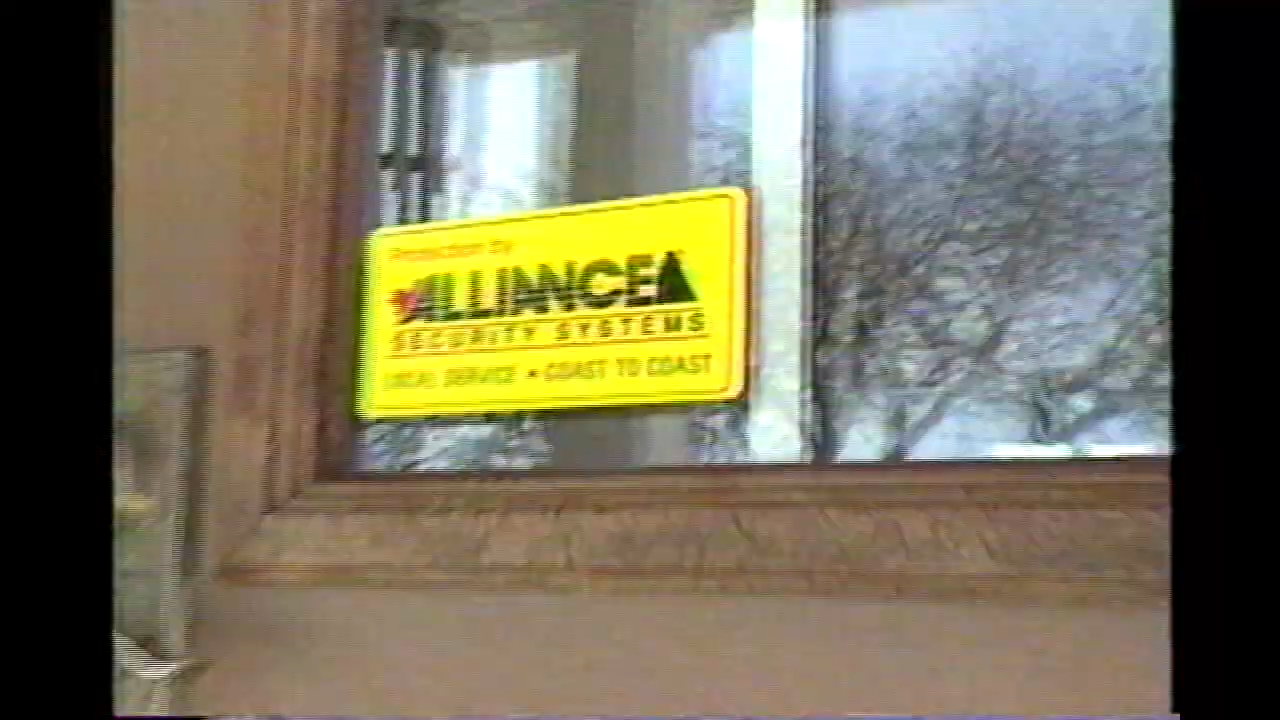 Protection by
ALLIANCE
SECURITY SYSTEMS
LOCAL SERVICE • COAST TO COAST